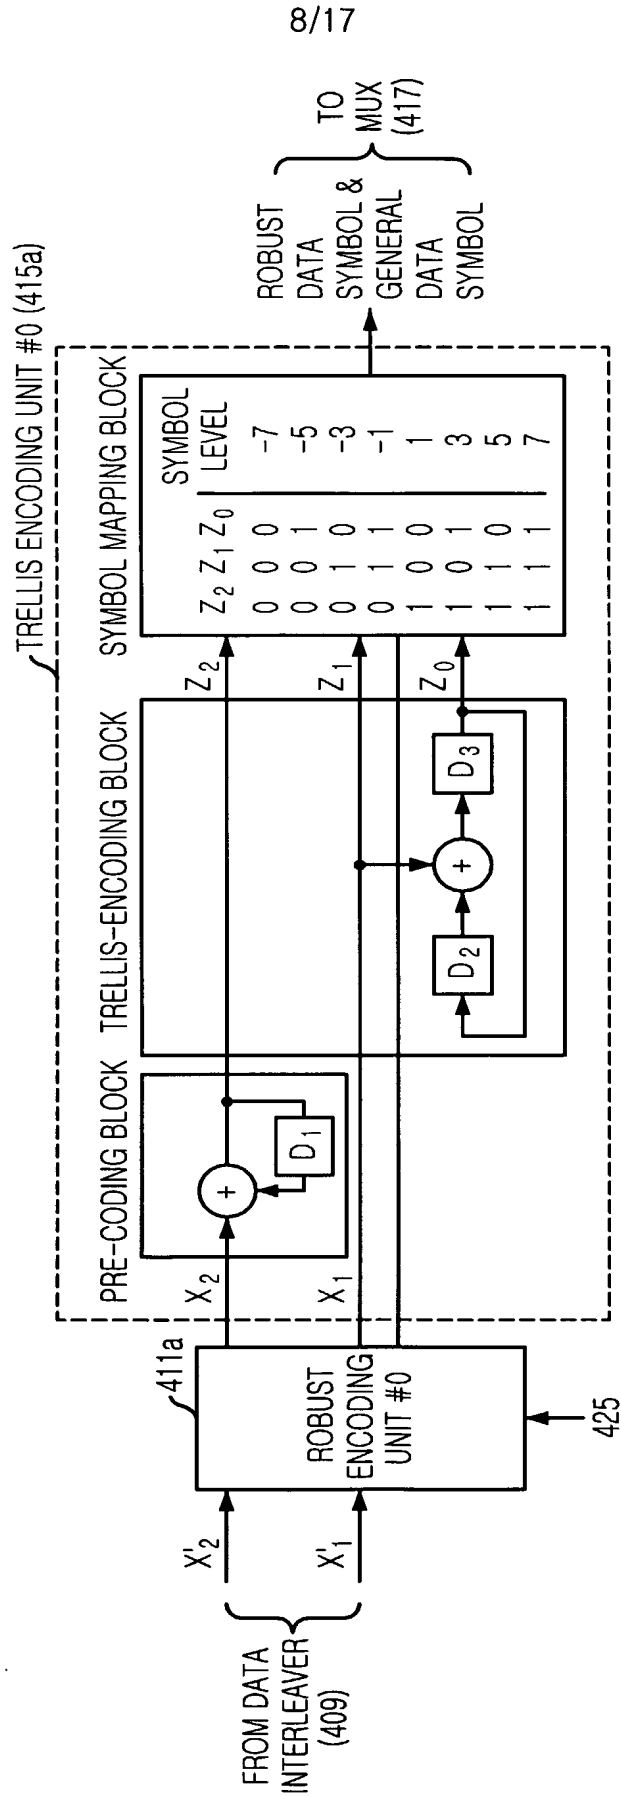 8/17
TRELLIS ENCODING UNIT #0 (415a)
PRE-CODING BLOCK
TRELLIS-ENCODING BLOCK
SYMBOL MAPPING BLOCK
FROM DATA
INTERLEAVER
(409)
X'2
X'1
411a
ROBUST
ENCODING
UNIT #0
425
X2
X1
+
D1
D2
+
D3
Z2
Z1
Z0
Z2 Z1 Z0 SYMBOL LEVEL
0 0 0 -7
0 0 1 -5
0 1 0 -3
0 1 1 -1
1 0 0 1
1 0 1 3
1 1 0 5
1 1 1 7
ROBUST
DATA
SYMBOL &
GENERAL
DATA
SYMBOL
TO
MUX
(417)